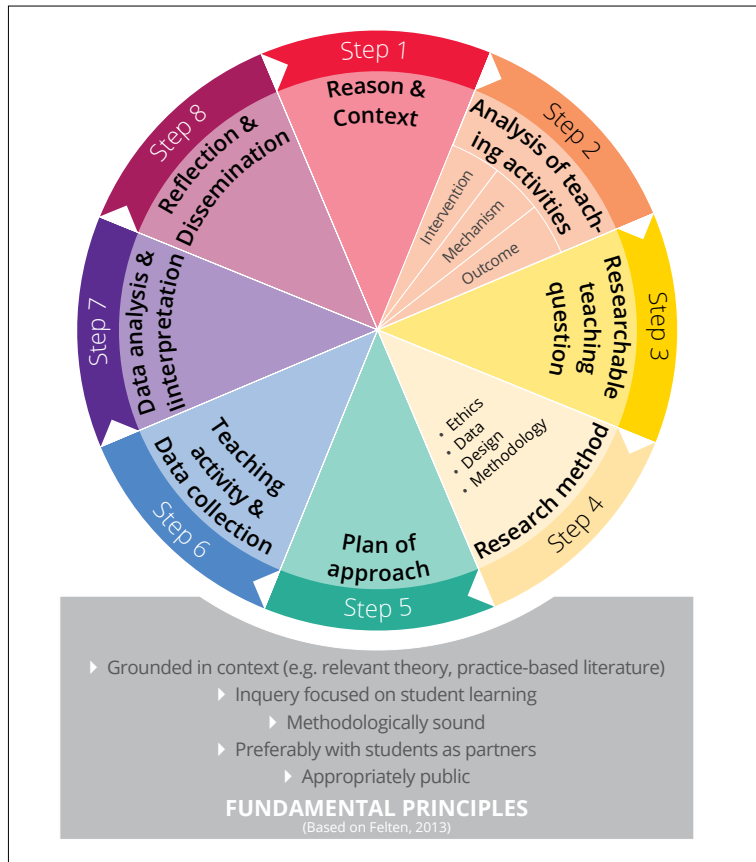 Step 1
Reason &
Context
Step 2
Analysis of teach-
ing activities
Intervention
Mechanism
Outcome
Step 3
Researchable
teaching
question
Step 4
Research method
• Ethics
• Data
• Design
• Methodology
Step 5
Plan of
approach
Step 6
Teaching
activity &
Data collection
Step 7
Data analysis &
Iinterpretation
Step 8
Reflection &
Dissemination
Grounded in context (e.g. relevant theory, practice-based literature)
Inquery focused on student learning
Methodologically sound
Preferably with students as partners
Appropriately public
FUNDAMENTAL PRINCIPLES
(Based on Felten, 2013)